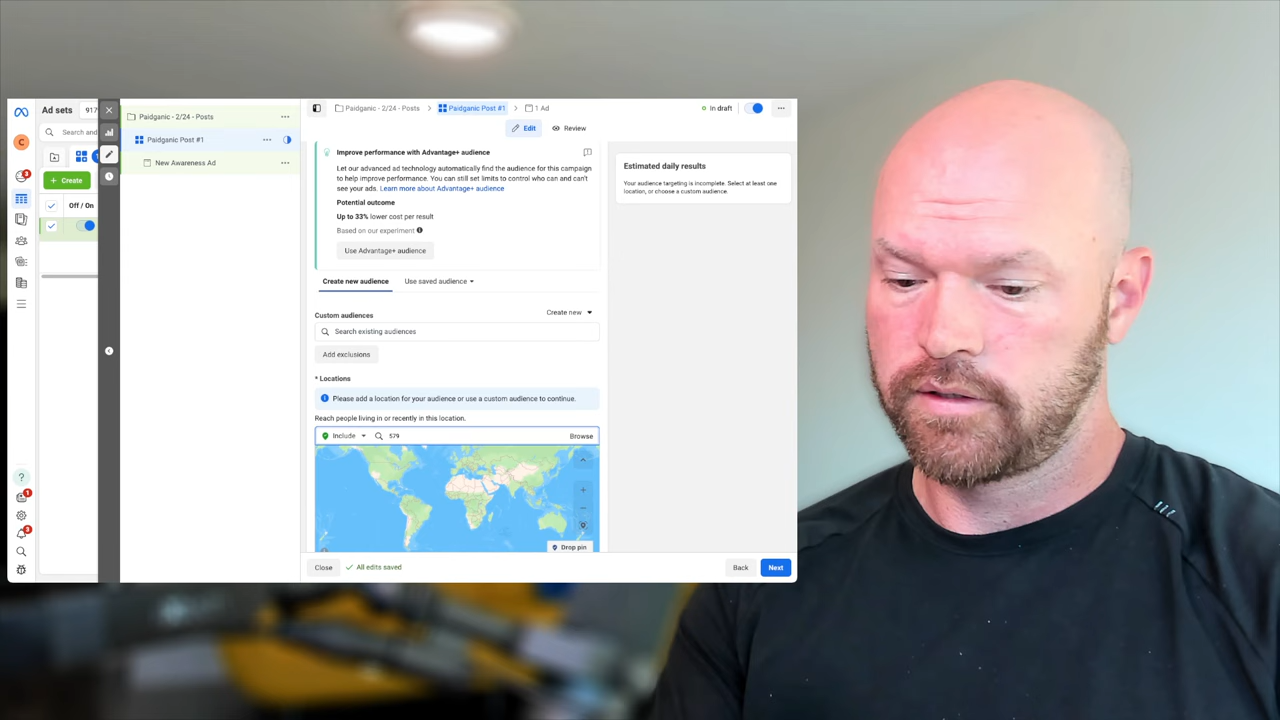 Ad sets
917
Search and
Create
Off / On
Paidganic - 2/24 - Posts
Paidganic Post #1
New Awareness Ad
Paidganic - 2/24 - Posts
Paidganic Post #1
1 Ad
In draft
Edit
Review
Improve performance with Advantage+ audience
Let our advanced ad technology automatically find the audience for this campaign
to help improve performance. You can still set limits to control who can and can't
see your ads. Learn more about Advantage+ audience
Potential outcome
Up to 33% lower cost per result
Based on our experiment
Use Advantage+ audience
Create new audience
Use saved audience
Custom audiences
Create new
Search existing audiences
Add exclusions
* Locations
Please add a location for your audience or use a custom audience to continue.
Reach people living in or recently in this location.
Include
579
Browse
Drop pin
Close
All edits saved
Back
Next
Estimated daily results
Your audience targeting is incomplete. Select at least one
location, or choose a custom audience.
C